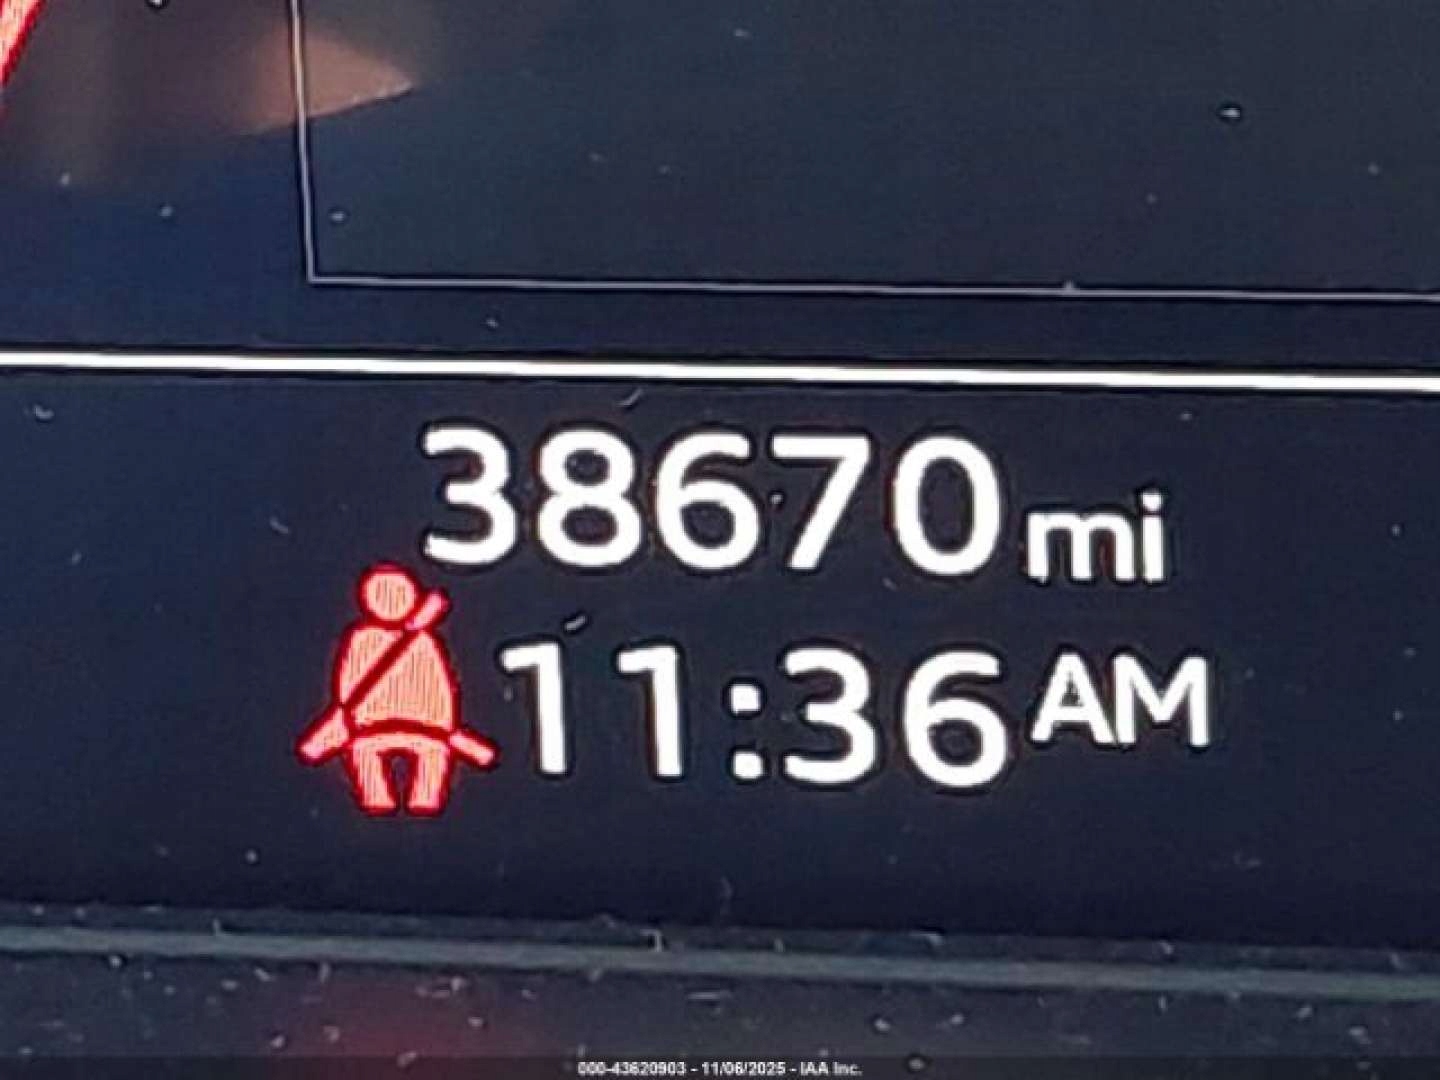 38670 mi
11:36 AM
000-43620903 - 11/06/2025 - IAA Inc.